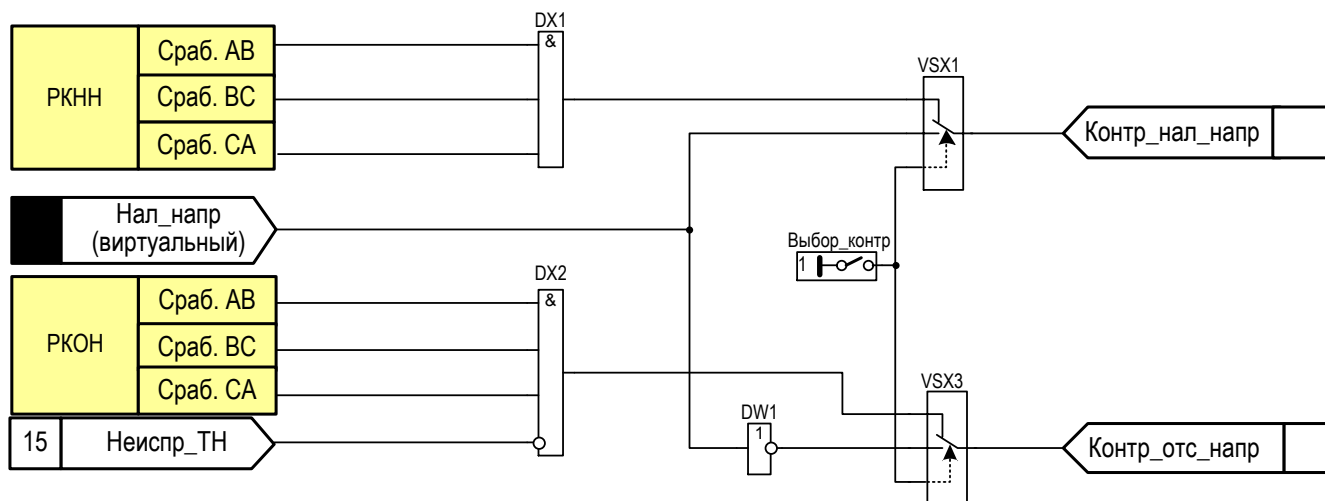 РКНН
Сраб. АВ
Сраб. ВС
Сраб. СА
DX1
&
VSX1
Контр_нал_напр
Нал_напр
(виртуальный)
Выбор_контр
1
РКОН
Сраб. АВ
Сраб. ВС
Сраб. СА
DX2
&
15
Неиспр_ТН
DW1
1
VSX3
Контр_отс_напр